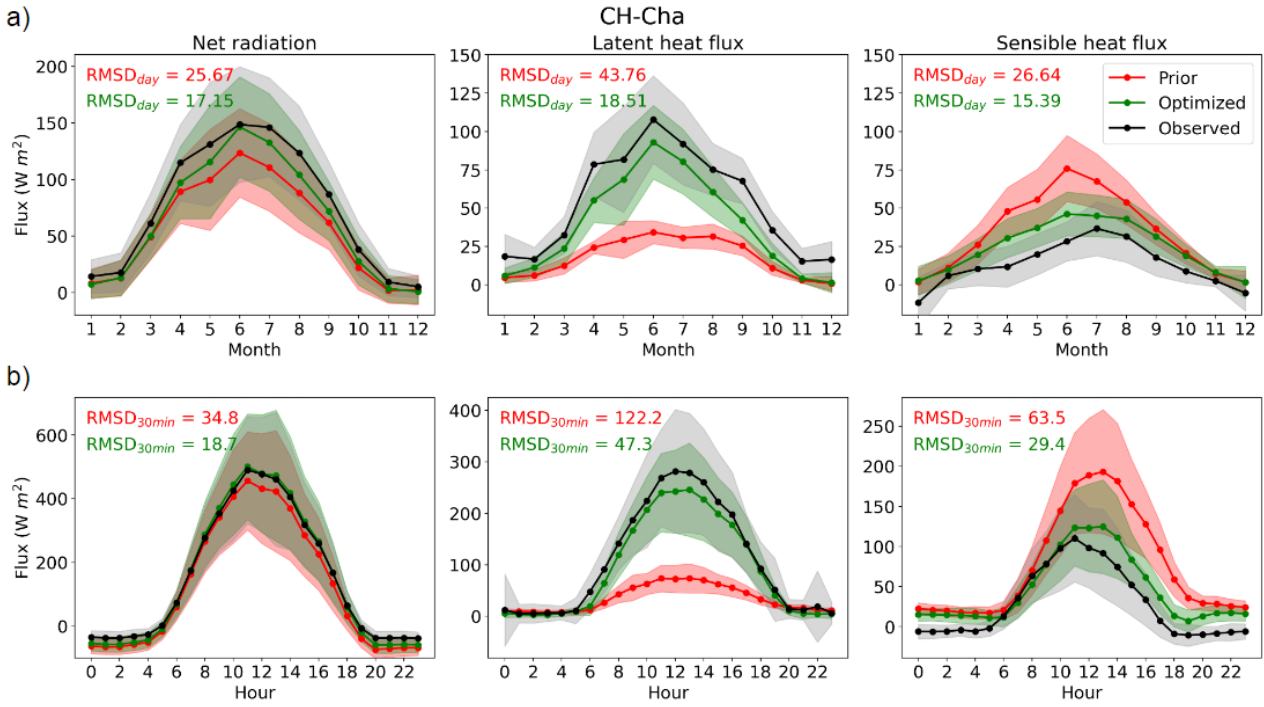 CH-Cha
a)
Net radiation
Latent heat flux
Sensible heat flux
RMSD_day = 25.67
RMSD_day = 17.15
RMSD_day = 43.76
RMSD_day = 18.51
RMSD_day = 26.64
RMSD_day = 15.39
Prior
Optimized
Observed
Flux (W m²)
200
150
100
50
0
1 2 3 4 5 6 7 8 9 10 11 12
Month
150
125
100
75
50
25
0
1 2 3 4 5 6 7 8 9 10 11 12
Month
150
125
100
75
50
25
0
1 2 3 4 5 6 7 8 9 10 11 12
Month
b)
RMSD_30min = 34.8
RMSD_30min = 18.7
RMSD_30min = 122.2
RMSD_30min = 47.3
RMSD_30min = 63.5
RMSD_30min = 29.4
Flux (W m²)
600
400
200
0
0 2 4 6 8 10 12 14 16 18 20 22
Hour
400
300
200
100
0
0 2 4 6 8 10 12 14 16 18 20 22
Hour
250
200
150
100
50
0
0 2 4 6 8 10 12 14 16 18 20 22
Hour